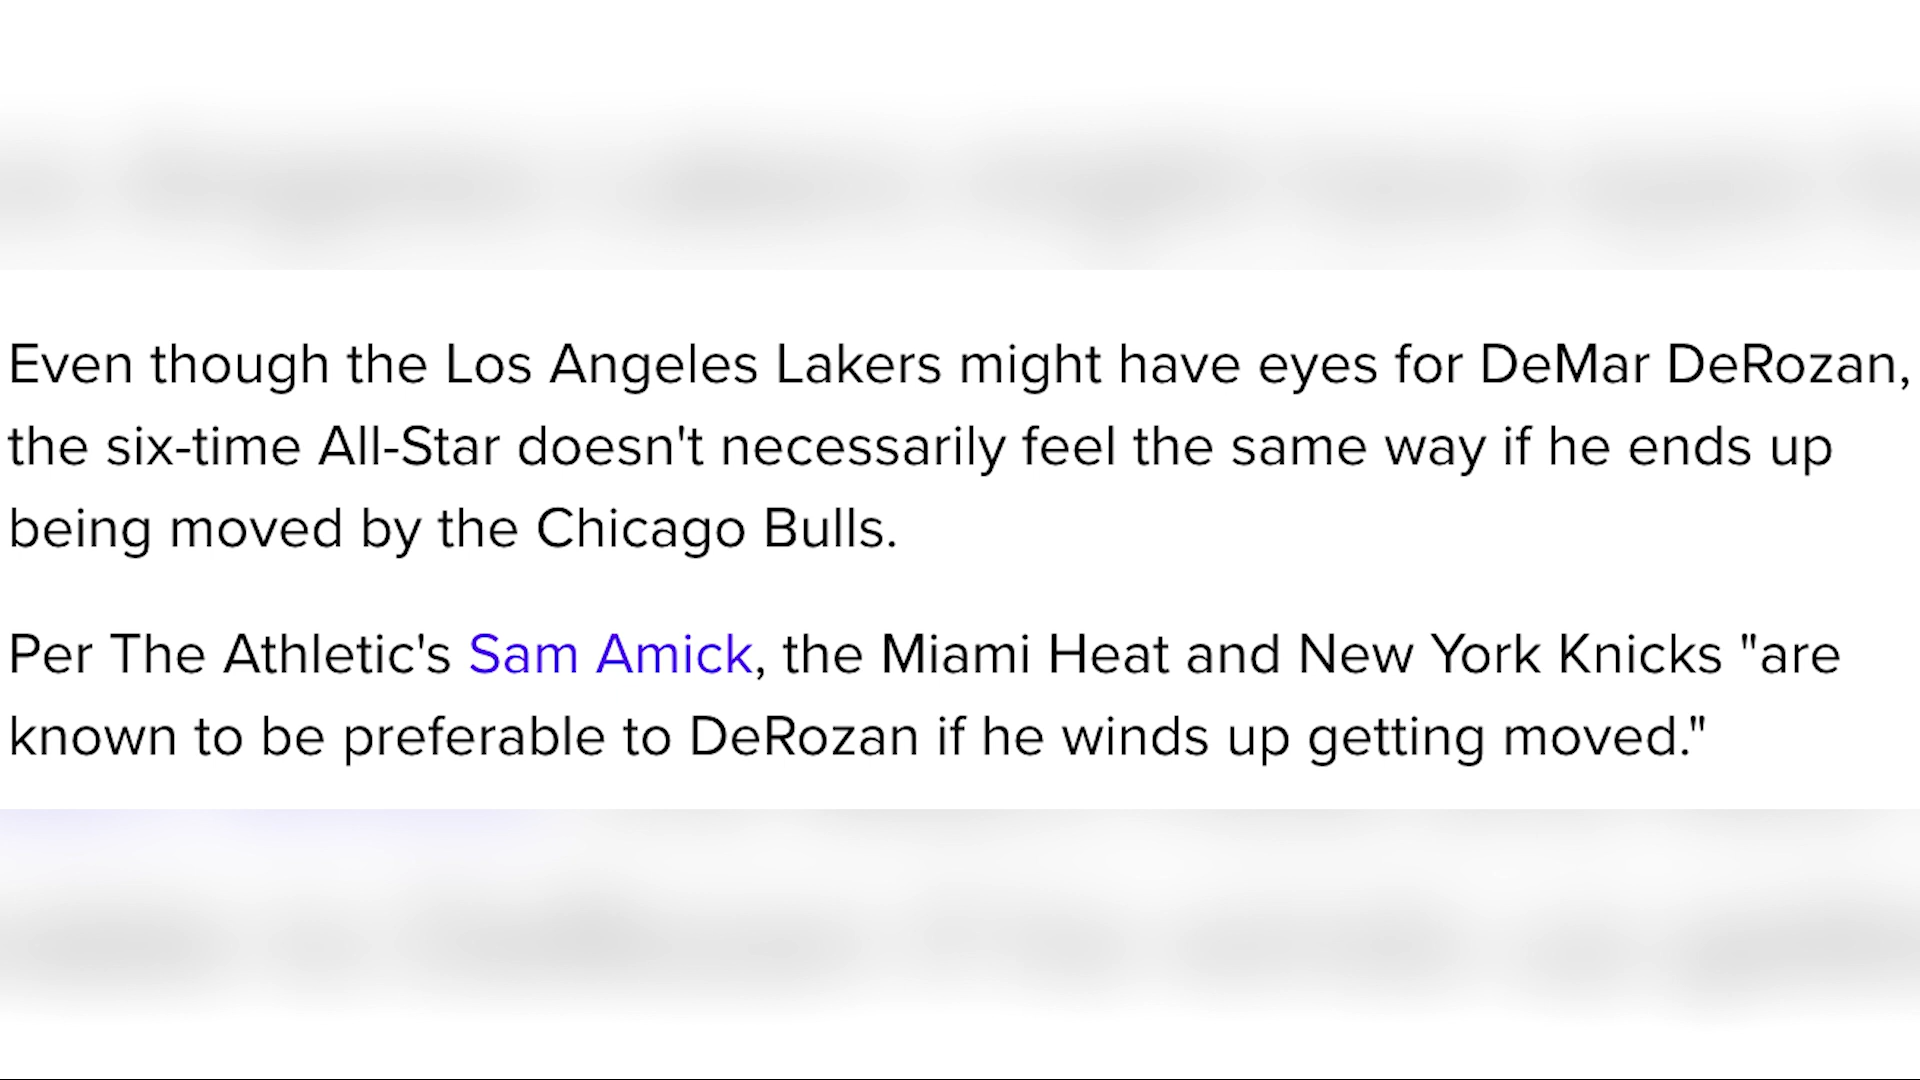 Even though the Los Angeles Lakers might have eyes for DeMar DeRozan,
the six-time All-Star doesn't necessarily feel the same way if he ends up
being moved by the Chicago Bulls.
Per The Athletic's Sam Amick, the Miami Heat and New York Knicks "are
known to be preferable to DeRozan if he winds up getting moved."